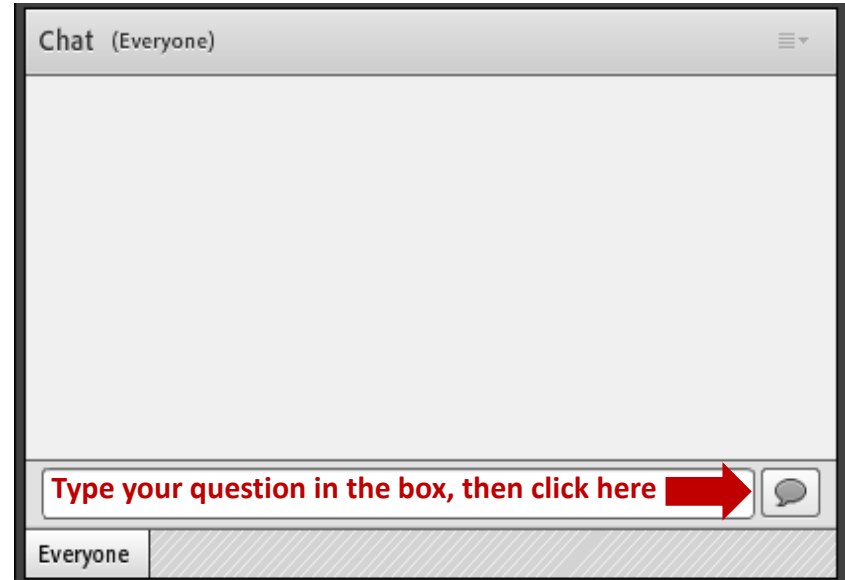 Chat (Everyone)
Type your question in the box, then click here
Everyone